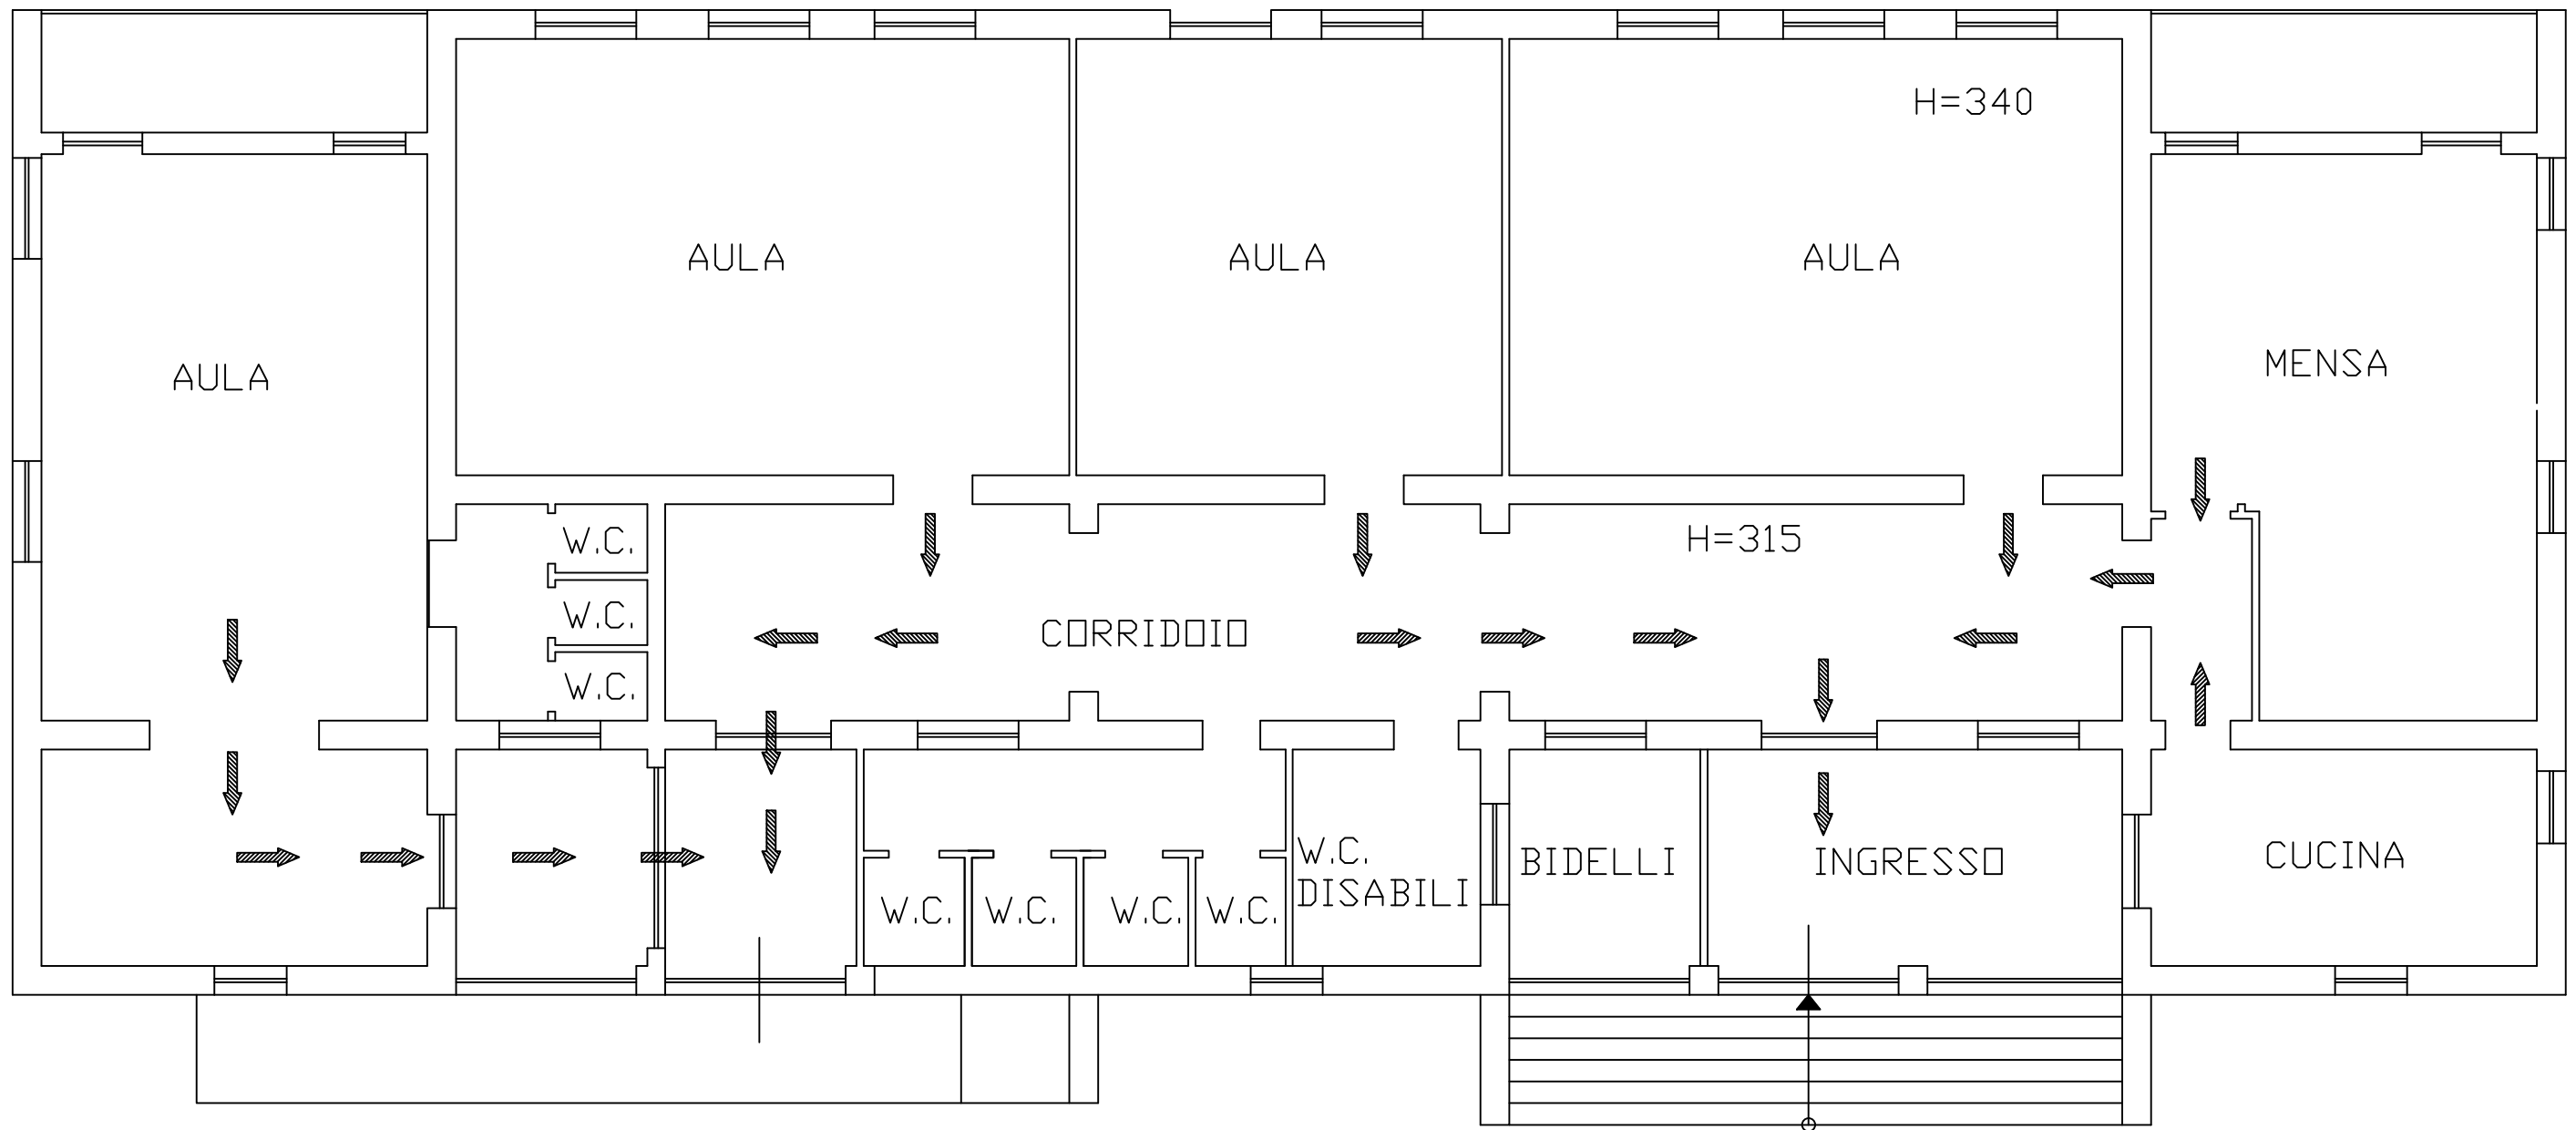 H=340
AULA
AULA
AULA
AULA
MENSA
W.C.
H=315
W.C.
CORRIDOIO
W.C.
W.C.
DISABILI
BIDELLI
INGRESSO
CUCINA
W.C.
W.C.
W.C.
W.C.